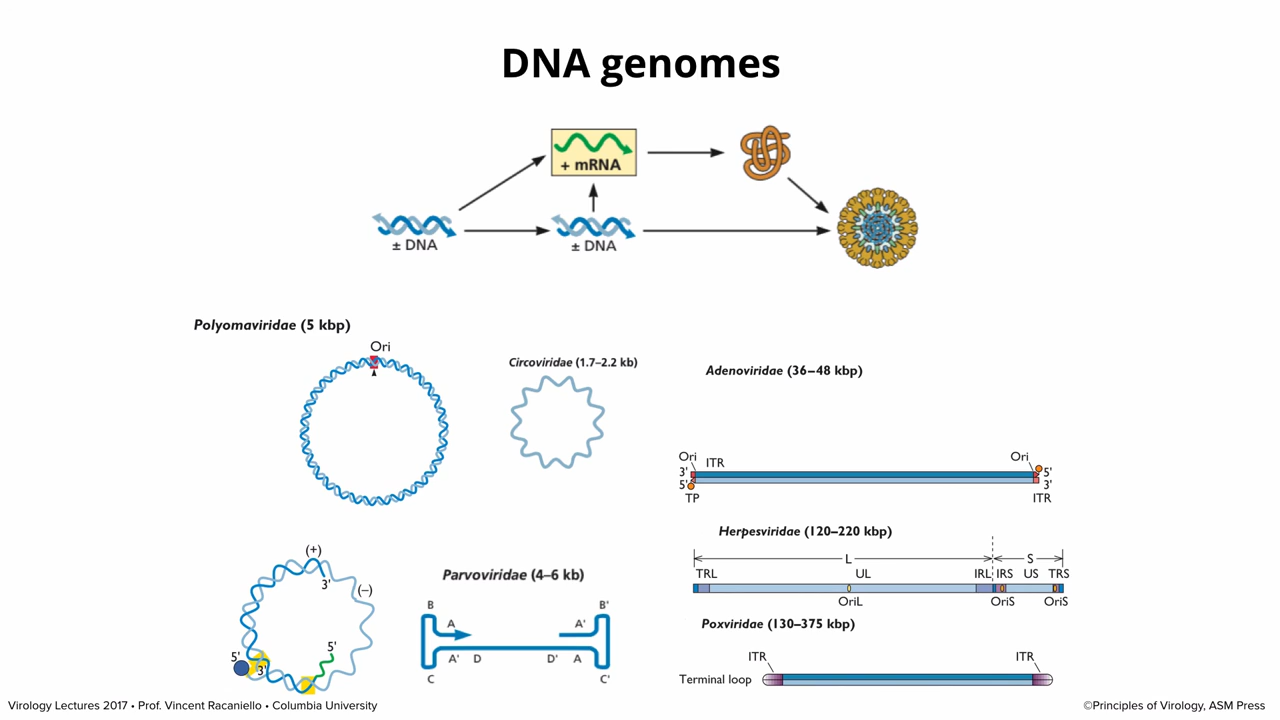 DNA genomes
+ mRNA
± DNA
± DNA
Polyomaviridae (5 kbp)
Ori
Circoviridae (1.7–2.2 kb)
Adenoviridae (36–48 kbp)
Ori
ITR
Ori
3'
5'
5'
3'
TP
ITR
Herpesviridae (120–220 kbp)
L
S
TRL
UL
IRL
IRS
US
TRS
OriL
OriS
OriS
(+)
3'
(–)
5'
5'
3'
Parvoviridae (4–6 kb)
B
B'
A
A'
A'
D
D'
A
C
C'
Poxviridae (130–375 kbp)
ITR
ITR
Terminal loop
Virology Lectures 2017 • Prof. Vincent Racaniello • Columbia University
©Principles of Virology, ASM Press